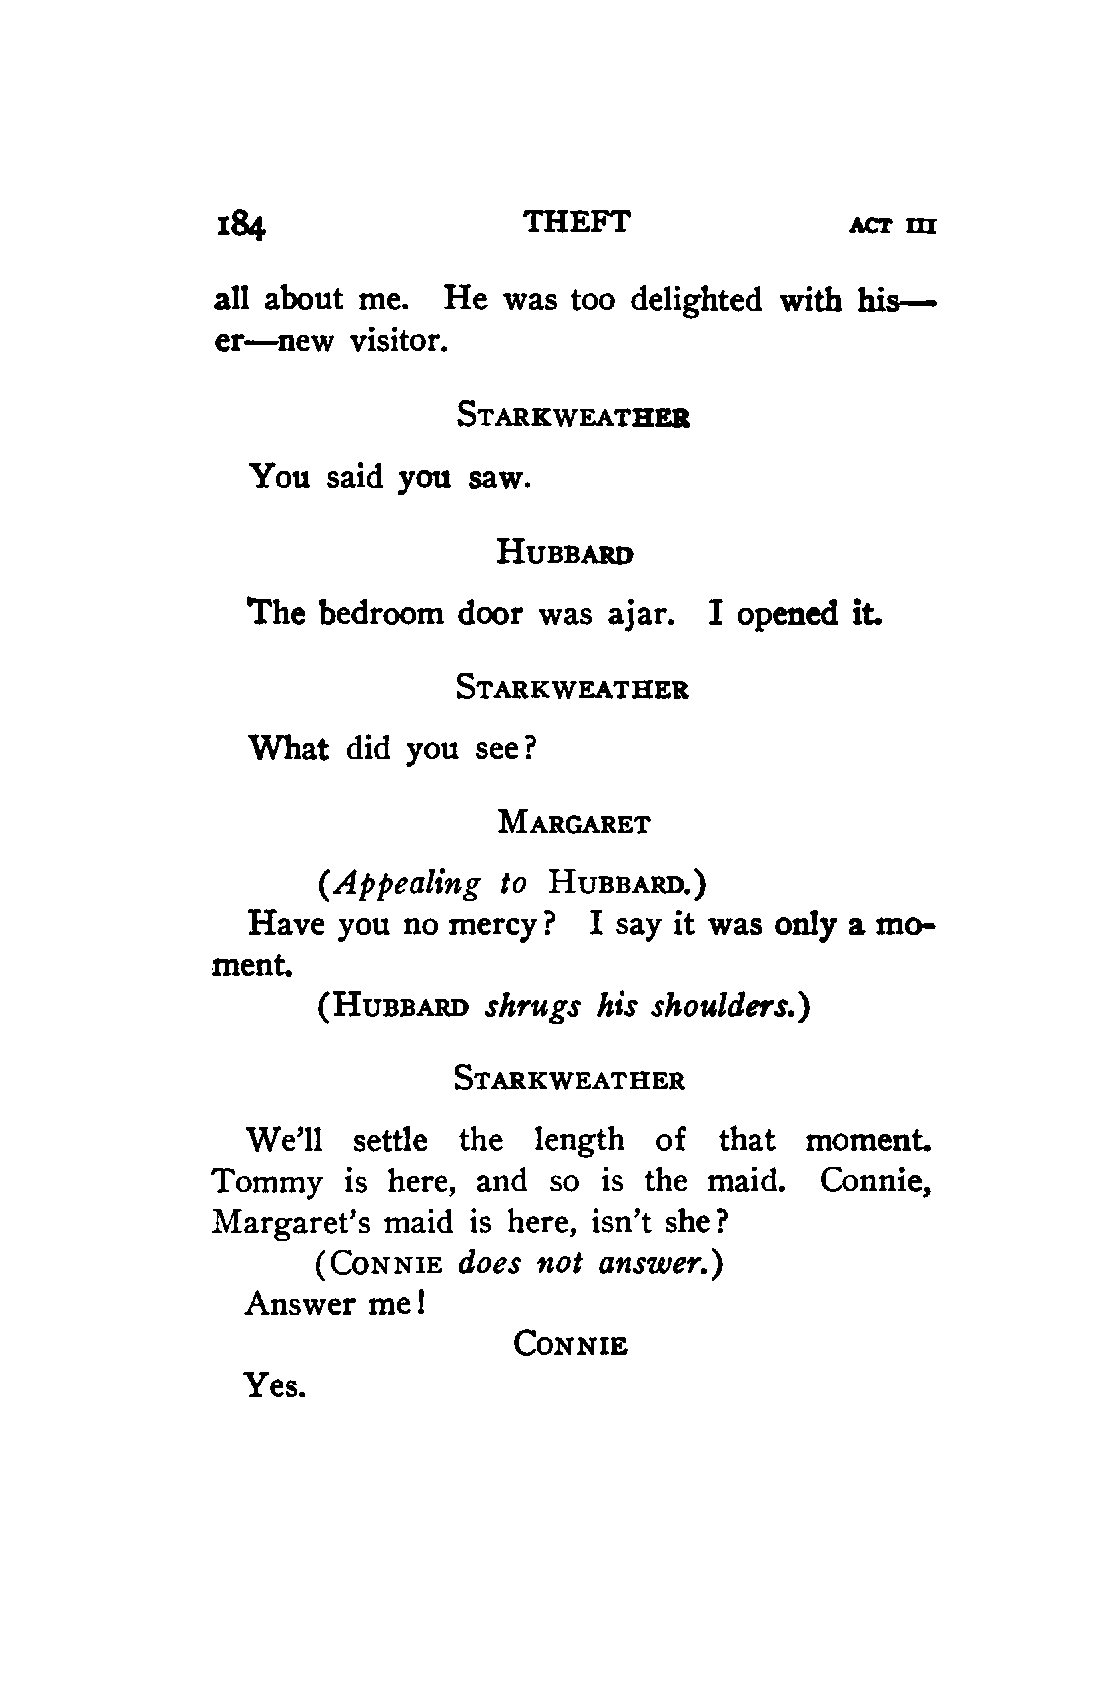 184 THEFT ACT III
all about me. He was too delighted with his—
er—new visitor.
STARKWEATHER
You said you saw.
HUBBARD
The bedroom door was ajar. I opened it.
STARKWEATHER
What did you see?
MARGARET
(Appealing to HUBBARD.)
Have you no mercy? I say it was only a mo-
ment.
(HUBBARD shrugs his shoulders.)
STARKWEATHER
We'll settle the length of that moment.
Tommy is here, and so is the maid. Connie,
Margaret's maid is here, isn't she?
(CONNIE does not answer.)
Answer me!
CONNIE
Yes.